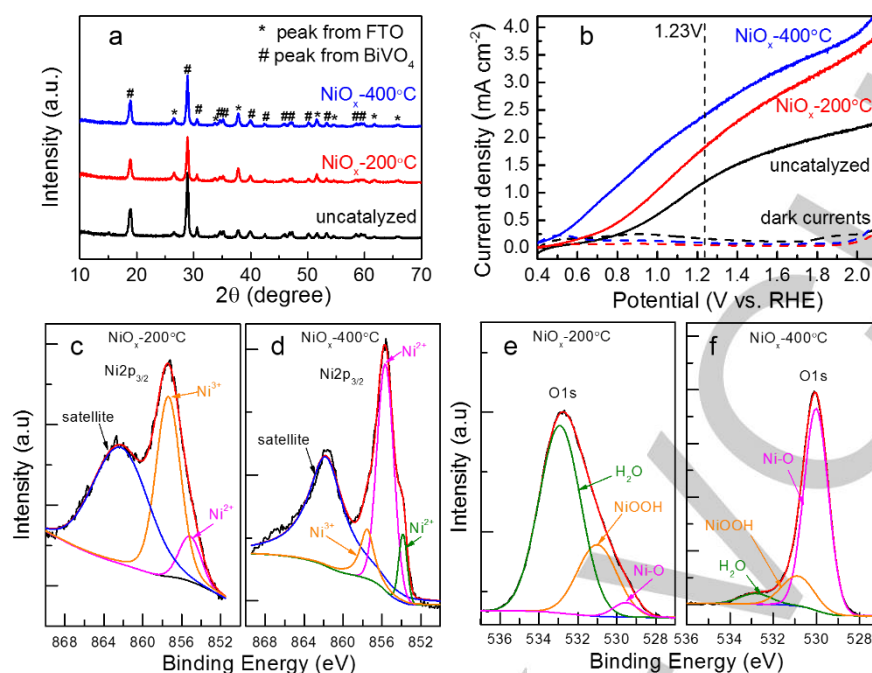 a
* peak from FTO
# peak from BiVO₄
NiOₓ-400°C
NiOₓ-200°C
uncatalyzed
Intensity (a.u.)
10 20 30 40 50 60 70
2θ (degree)
b
1.23V
NiOₓ-400°C
NiOₓ-200°C
uncatalyzed
dark currents
Current density (mA cm⁻²)
4.0
3.5
3.0
2.5
2.0
1.5
1.0
0.5
0.0
0.4 0.6 0.8 1.0 1.2 1.4 1.6 1.8 2.0
Potential (V vs. RHE)
c
NiOₓ-200°C
Ni2p₃/₂
satellite
Ni³⁺
Ni²⁺
Intensity (a.u.)
868 864 860 856 852
d
NiOₓ-400°C
Ni2p₃/₂
satellite
Ni²⁺
Ni³⁺
Ni²⁺
868 864 860 856 850
Binding Energy (eV)
e
NiOₓ-200°C
O1s
H₂O
NiOOH
Ni-O
Intensity (a.u)
536 534 533 532 530 528
f
NiOₓ-400°C
O1s
Ni-O
NiOOH
H₂O
536 534 532 530 528
Binding Energy (eV)